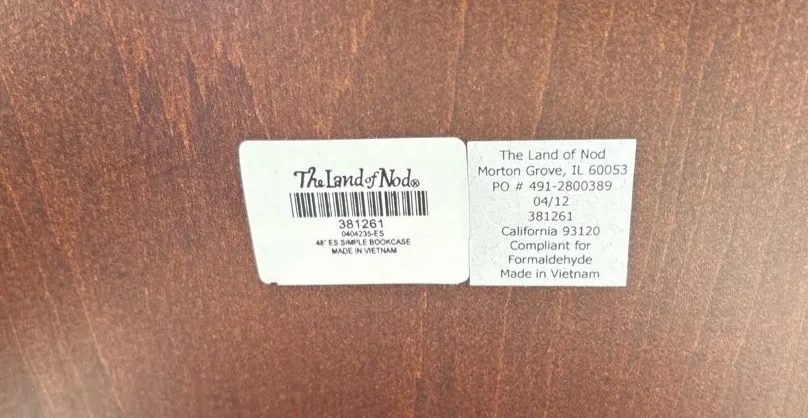 The Land of Nod®
381261
0404235-ES
48" ES SIMPLE BOOKCASE
MADE IN VIETNAM
The Land of Nod
Morton Grove, IL 60053
PO # 491-2800389
04/12
381261
California 93120
Compliant for
Formaldehyde
Made in Vietnam